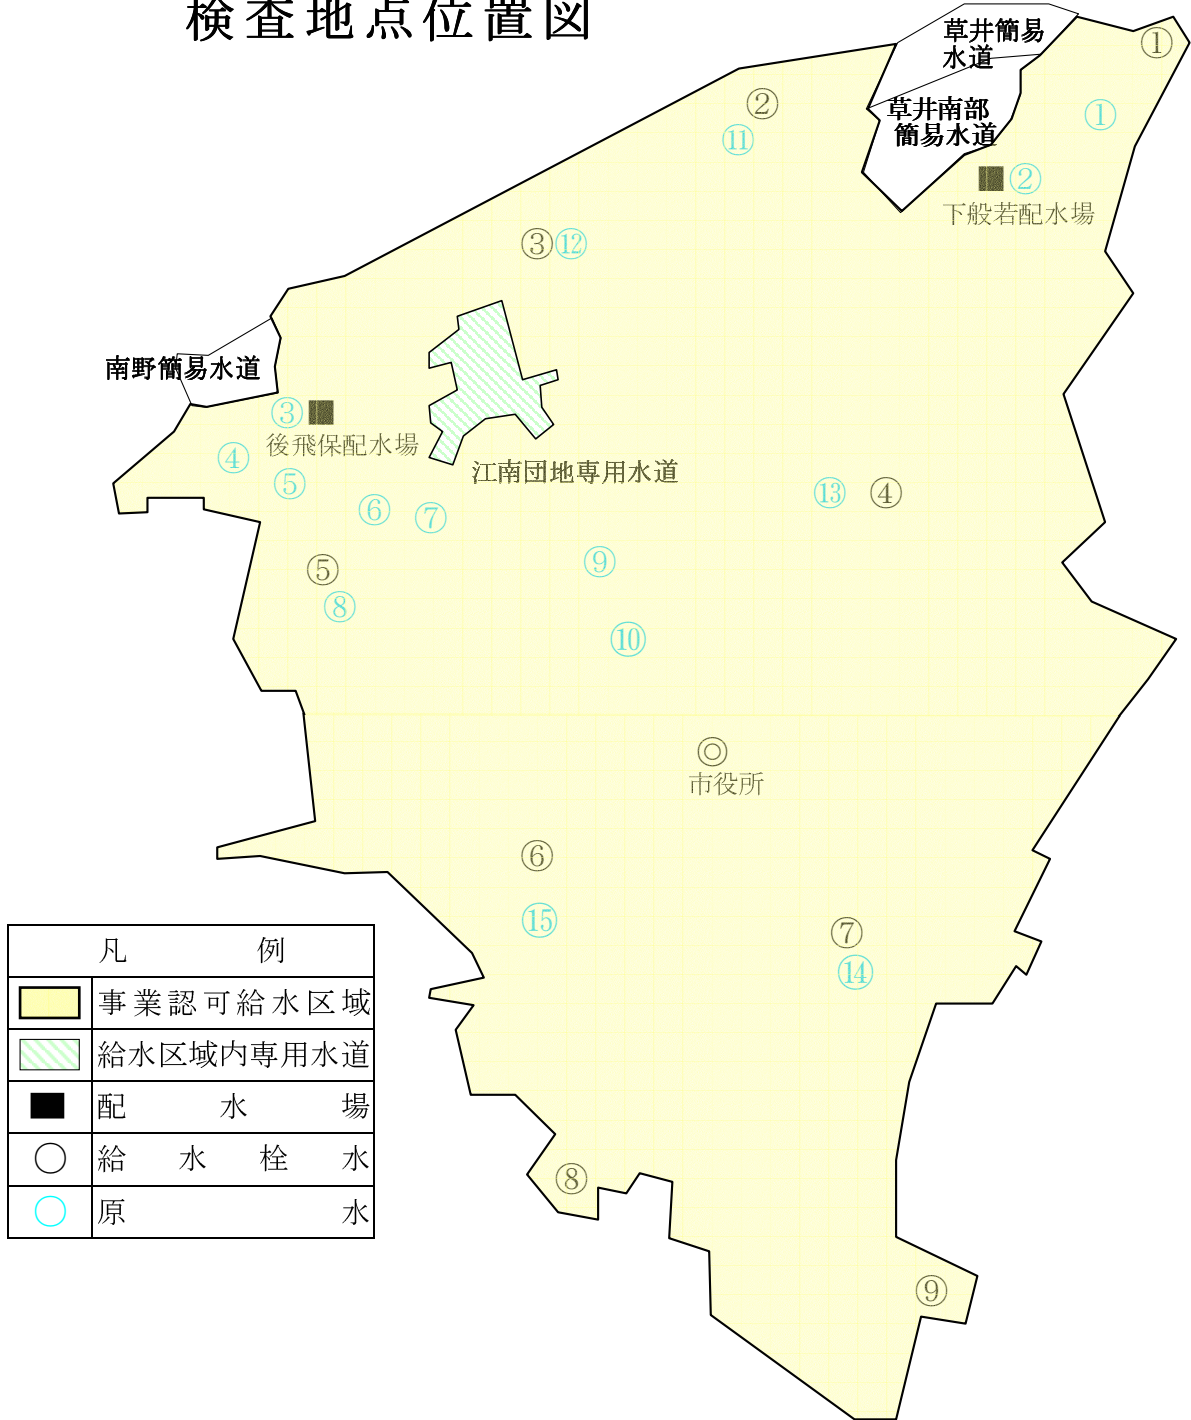 検査地点位置図
草井簡易
水道
①
②
草井南部
簡易水道
①
⑪
②
下般若配水場
③ ⑫
南野簡易水道
③
後飛保配水場
④
江南団地専用水道
⑤
⑬ ④
⑥
⑦
⑨
⑤
⑧
⑩
◎
市役所
⑥
⑮
⑦
⑭
凡例
事業認可給水区域
給水区域内専用水道
配水場
給水栓水
原水
⑧
⑨